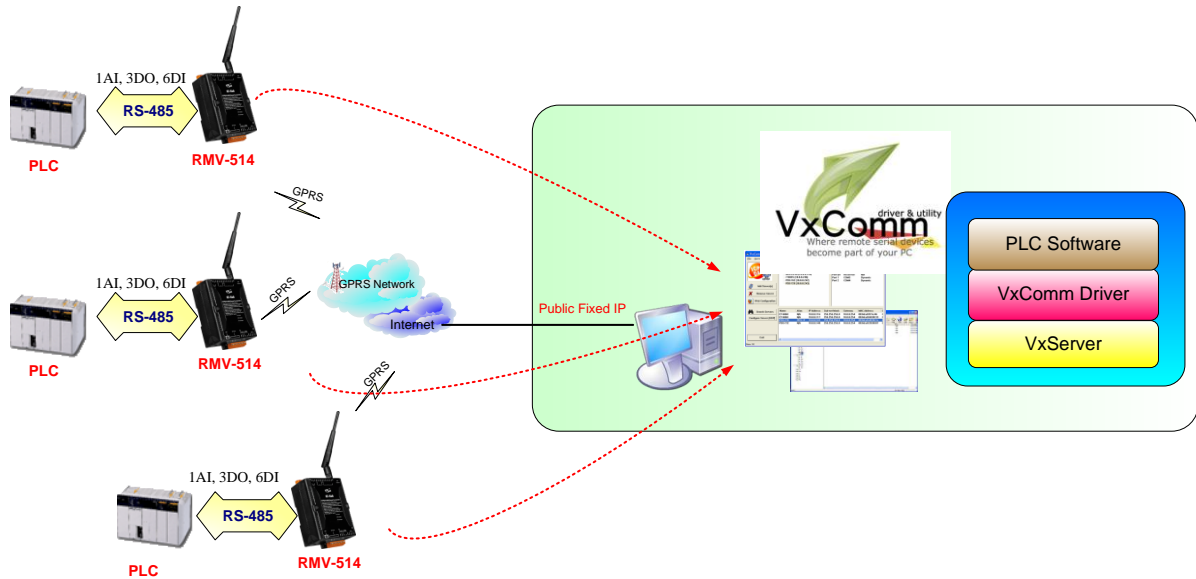 1AI, 3DO, 6DI
RS-485
PLC
RMV-514
GPRS
1AI, 3DO, 6DI
RS-485
PLC
RMV-514
GPRS
GPRS Network
Internet
Public Fixed IP
GPRS
1AI, 3DO, 6DI
RS-485
PLC
RMV-514
driver & utility
VxComm
Where remote serial devices
become part of your PC
PLC Software
VxComm Driver
VxServer